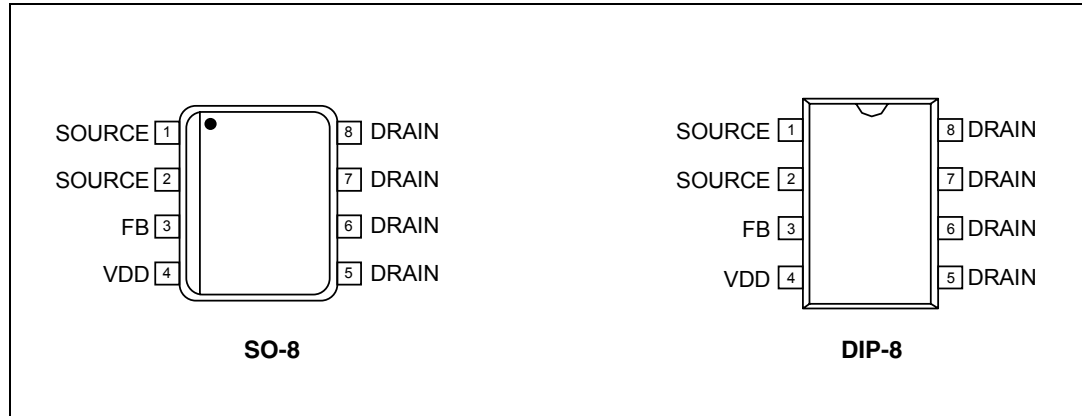 SOURCE 1 8 DRAIN
SOURCE 2 7 DRAIN
FB 3 6 DRAIN
VDD 4 5 DRAIN
SO-8
SOURCE 1 8 DRAIN
SOURCE 2 7 DRAIN
FB 3 6 DRAIN
VDD 4 5 DRAIN
DIP-8